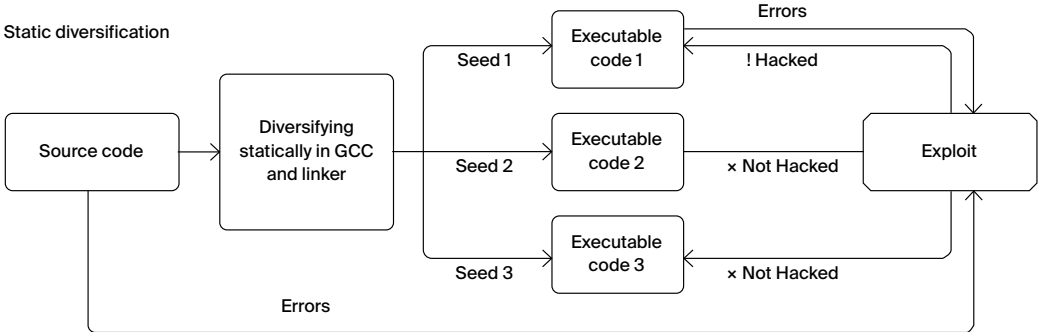 Static diversification
Source code
Diversifying
statically in GCC
and linker
Seed 1
Seed 2
Seed 3
Executable
code 1
Executable
code 2
Executable
code 3
Errors
! Hacked
× Not Hacked
× Not Hacked
Exploit
Errors